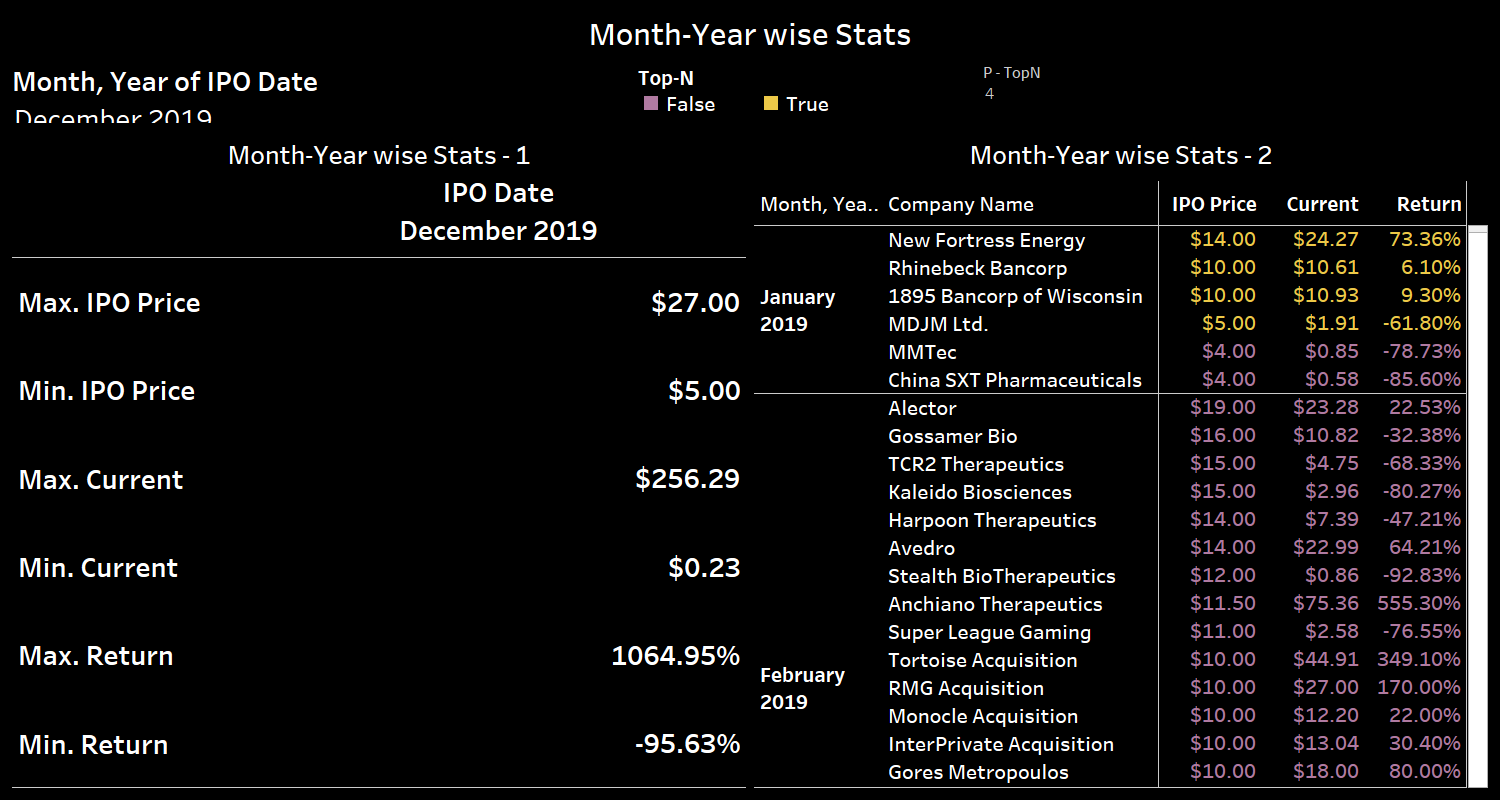 Month-Year wise Stats
Month, Year of IPO Date
December 2019
Top-N
False True
P - TopN
4
Month-Year wise Stats - 1
IPO Date
December 2019
Max. IPO Price $27.00
Min. IPO Price $5.00
Max. Current $256.29
Min. Current $0.23
Max. Return 1064.95%
Min. Return -95.63%
Month-Year wise Stats - 2
Month, Yea.. Company Name IPO Price Current Return
January
2019
New Fortress Energy $14.00 $24.27 73.36%
Rhinebeck Bancorp $10.00 $10.61 6.10%
1895 Bancorp of Wisconsin $10.00 $10.93 9.30%
MDJM Ltd. $5.00 $1.91 -61.80%
MMTec $4.00 $0.85 -78.73%
China SXT Pharmaceuticals $4.00 $0.58 -85.60%
February
2019
Alector $19.00 $23.28 22.53%
Gossamer Bio $16.00 $10.82 -32.38%
TCR2 Therapeutics $15.00 $4.75 -68.33%
Kaleido Biosciences $15.00 $2.96 -80.27%
Harpoon Therapeutics $14.00 $7.39 -47.21%
Avedro $14.00 $22.99 64.21%
Stealth BioTherapeutics $12.00 $0.86 -92.83%
Anchiano Therapeutics $11.50 $75.36 555.30%
Super League Gaming $11.00 $2.58 -76.55%
Tortoise Acquisition $10.00 $44.91 349.10%
RMG Acquisition $10.00 $27.00 170.00%
Monocle Acquisition $10.00 $12.20 22.00%
InterPrivate Acquisition $10.00 $13.04 30.40%
Gores Metropoulos $10.00 $18.00 80.00%